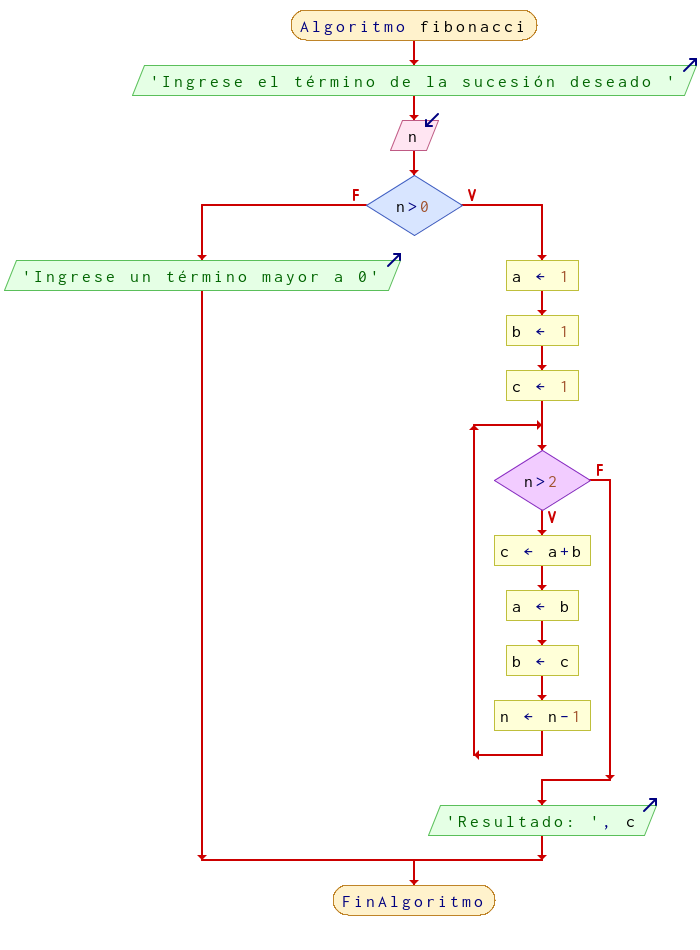 Algoritmo fibonacci
'Ingrese el término de la sucesión deseado '
n
F
n>0
V
'Ingrese un término mayor a 0'
a ← 1
b ← 1
c ← 1
n>2
F
V
c ← a+b
a ← b
b ← c
n ← n-1
'Resultado: ', c
FinAlgoritmo